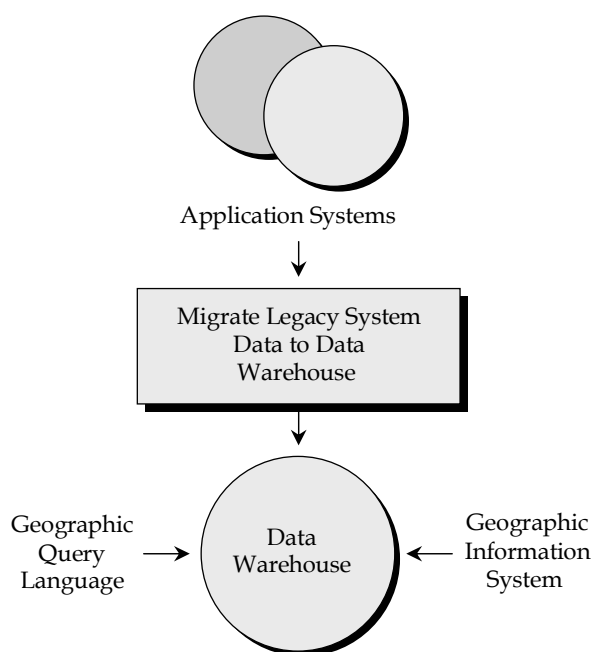 Application Systems
Migrate Legacy System
Data to Data
Warehouse
Geographic
Query
Language
Data
Warehouse
Geographic
Information
System